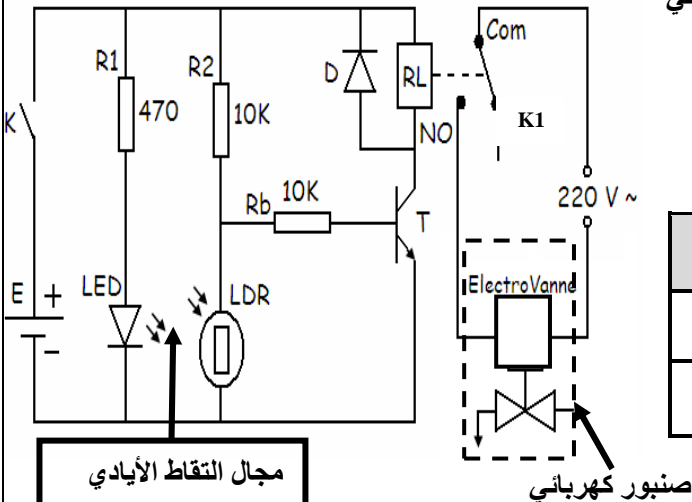 Com
R1
R2
D
RL
K
470
10K
K1
NO
Rb
10K
T
220 V ~
E
+
-
LED
LDR
ElectroVanne
مجال التقاط الأيادي
صنبور كهربائي